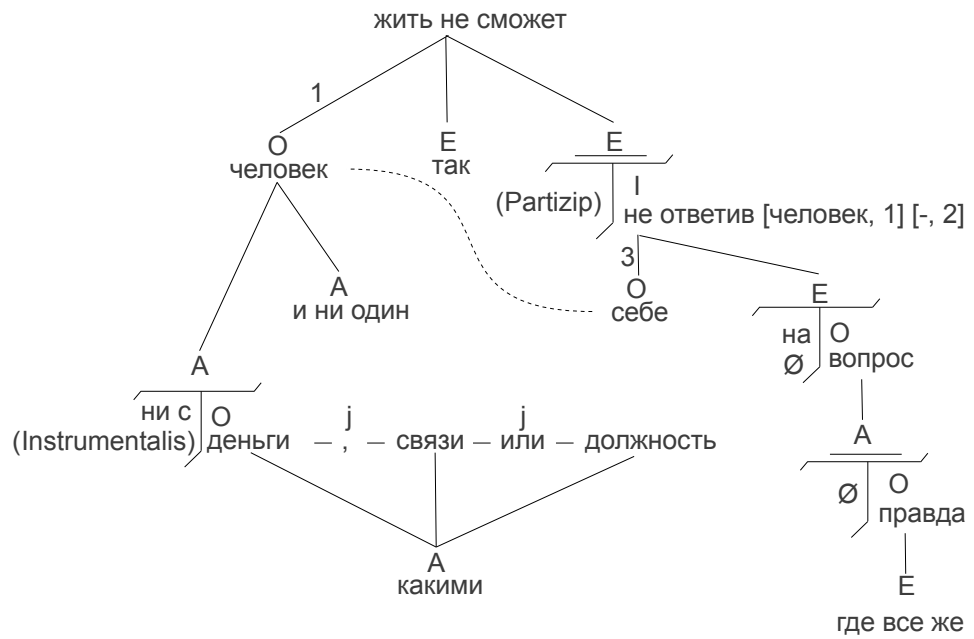 жить не сможет
1
O
человек
E
так
E
(Partizip)
I
не ответив [человек, 1] [-, 2]
3
O
себе
A
и ни один
E
на
O
Ø
вопрос
A
ни с
O
(Instrumentalis)
деньги – , – связи – или – должность
j
j
A
какими
A
Ø
O
правда
E
где все же